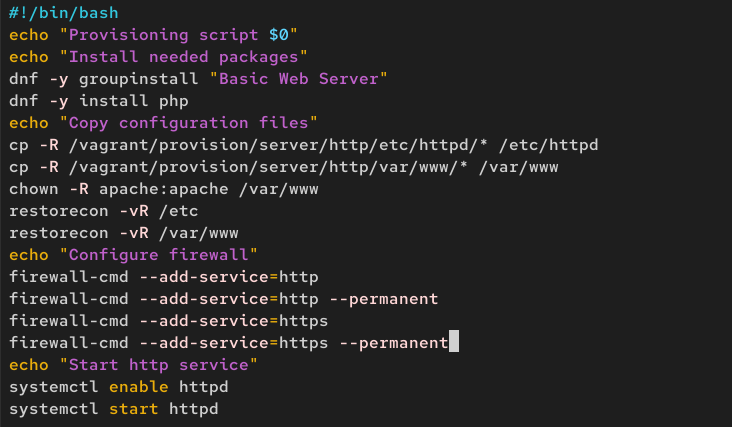 #!/bin/bash
echo "Provisioning script $0"
echo "Install needed packages"
dnf -y groupinstall "Basic Web Server"
dnf -y install php
echo "Copy configuration files"
cp -R /vagrant/provision/server/http/etc/httpd/* /etc/httpd
cp -R /vagrant/provision/server/http/var/www/* /var/www
chown -R apache:apache /var/www
restorecon -vR /etc
restorecon -vR /var/www
echo "Configure firewall"
firewall-cmd --add-service=http
firewall-cmd --add-service=http --permanent
firewall-cmd --add-service=https
firewall-cmd --add-service=https --permanent
echo "Start http service"
systemctl enable httpd
systemctl start httpd